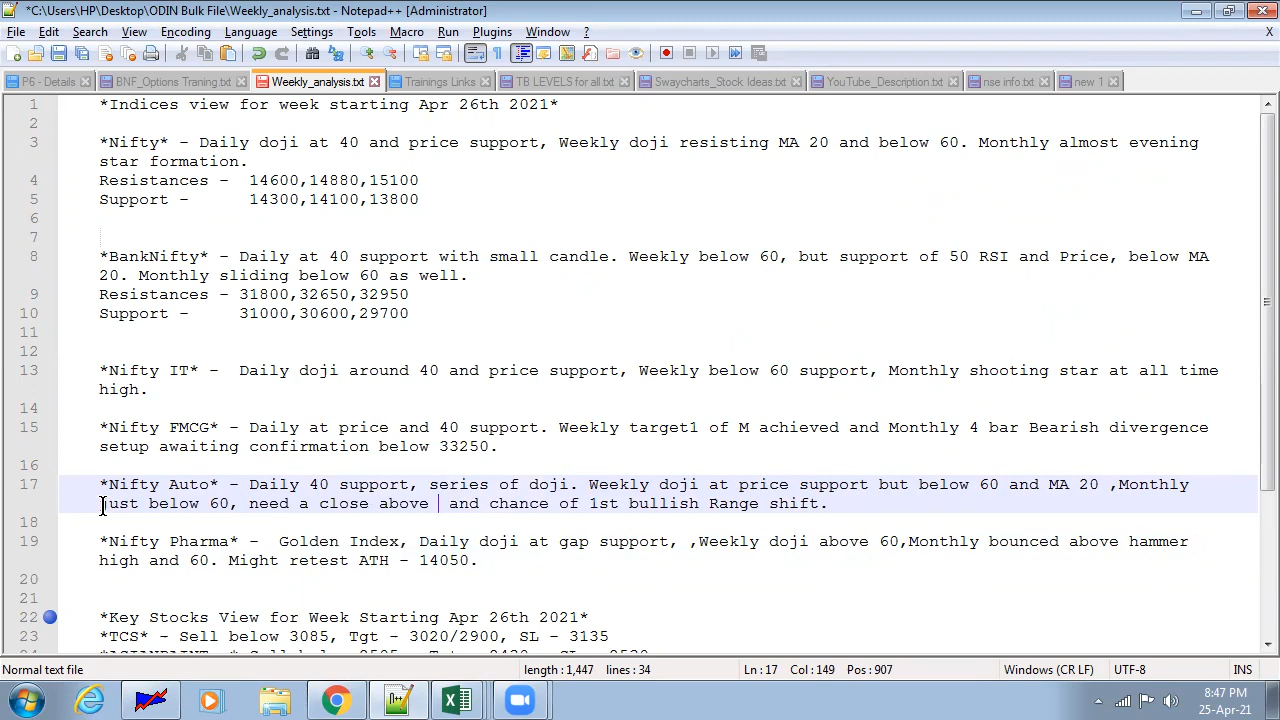 *C:\Users\HP\Desktop\ODIN Bulk File\Weekly_analysis.txt - Notepad++ [Administrator]
File Edit Search View Encoding Language Settings Tools Macro Run Plugins Window ? X
P6 - Details BNF_Options Traning.txt Weekly_analysis.txt Trainings Links TB LEVELS for all.txt Swaycharts_Stock Ideas.txt YouTube_Description.txt nse info.txt new 1
1 *Indices view for week starting Apr 26th 2021*
2
3 *Nifty* - Daily doji at 40 and price support, Weekly doji resisting MA 20 and below 60. Monthly almost evening
star formation.
4 Resistances - 14600,14880,15100
5 Support - 14300,14100,13800
6
7
8 *BankNifty* - Daily at 40 support with small candle. Weekly below 60, but support of 50 RSI and Price, below MA
20. Monthly sliding below 60 as well.
9 Resistances - 31800,32650,32950
10 Support - 31000,30600,29700
11
12
13 *Nifty IT* - Daily doji around 40 and price support, Weekly below 60 support, Monthly shooting star at all time
high.
14
15 *Nifty FMCG* - Daily at price and 40 support. Weekly target1 of M achieved and Monthly 4 bar Bearish divergence
setup awaiting confirmation below 33250.
16
17 *Nifty Auto* - Daily 40 support, series of doji. Weekly doji at price support but below 60 and MA 20 ,Monthly
just below 60, need a close above and chance of 1st bullish Range shift.
18
19 *Nifty Pharma* - Golden Index, Daily doji at gap support, ,Weekly doji above 60,Monthly bounced above hammer
high and 60. Might retest ATH - 14050.
20
21
22 *Key Stocks View for Week Starting Apr 26th 2021*
23 *TCS* - Sell below 3085, Tgt - 3020/2900, SL - 3135
Normal text file length : 1,447 lines : 34 Ln : 17 Col : 149 Pos : 907 Windows (CR LF) UTF-8 INS
8:47 PM
25-Apr-21